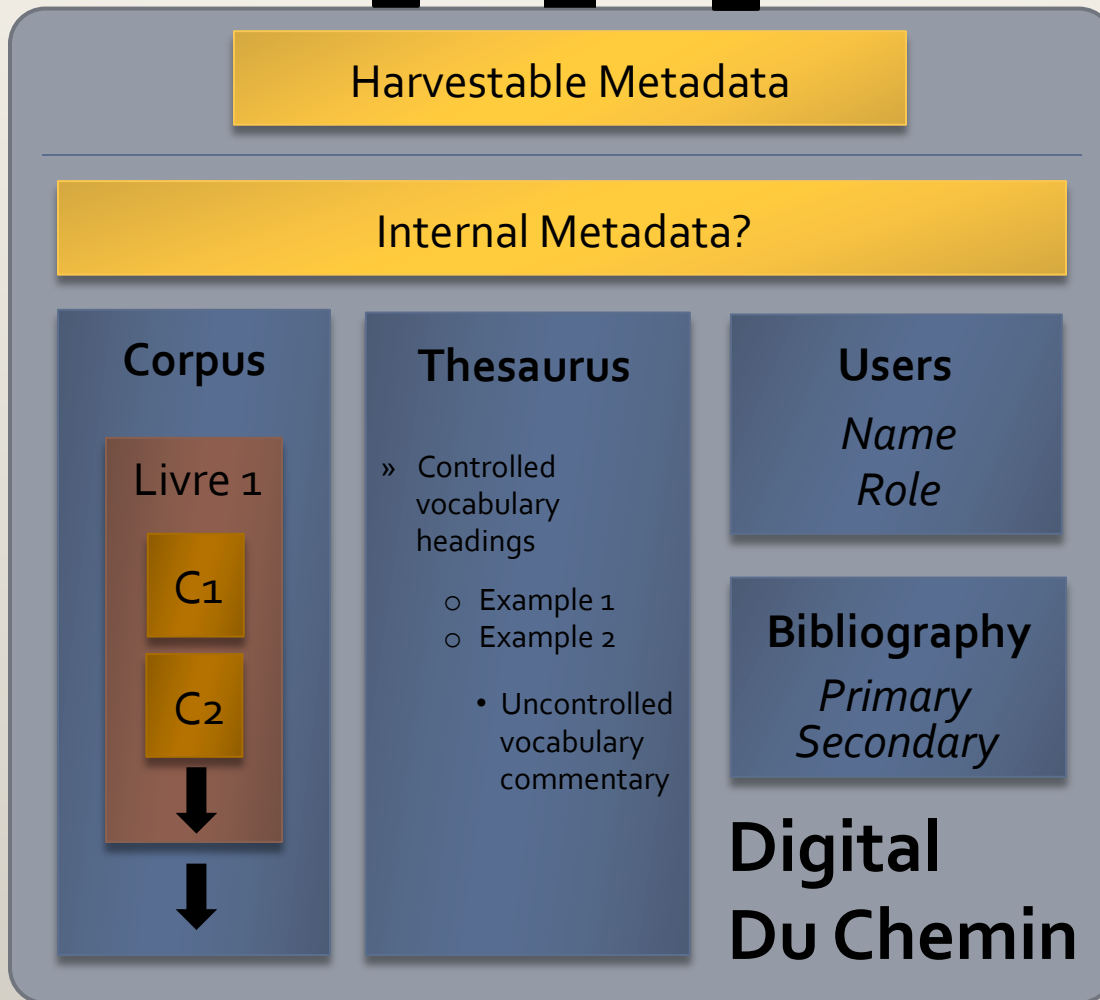 Harvestable Metadata
Internal Metadata?
Corpus
Livre 1
C1
C2
Thesaurus
» Controlled
vocabulary
headings
o Example 1
o Example 2
• Uncontrolled
vocabulary
commentary
Users
Name
Role
Bibliography
Primary
Secondary
Digital
Du Chemin